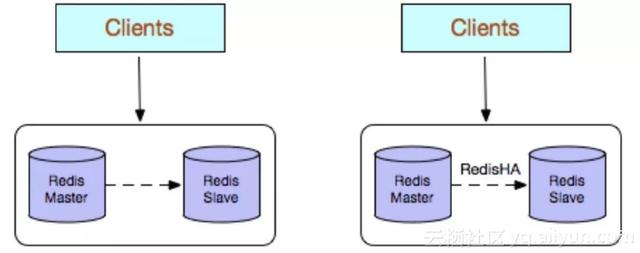 Clients
Redis
Master
Redis
Slave
Clients
Redis
Master
RedisHA
Redis
Slave
云栖社区 yq.aliyun.com